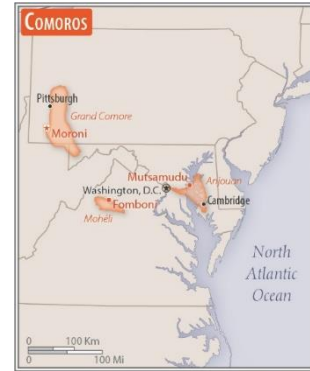 COMOROS
Pittsburgh
Grand Comore
Moroni
Mutsamudu
Anjouan
Washington, D.C.
Fomboni
Cambridge
Mohéli
North
Atlantic
Ocean
0 100 Km
0 100 Mi